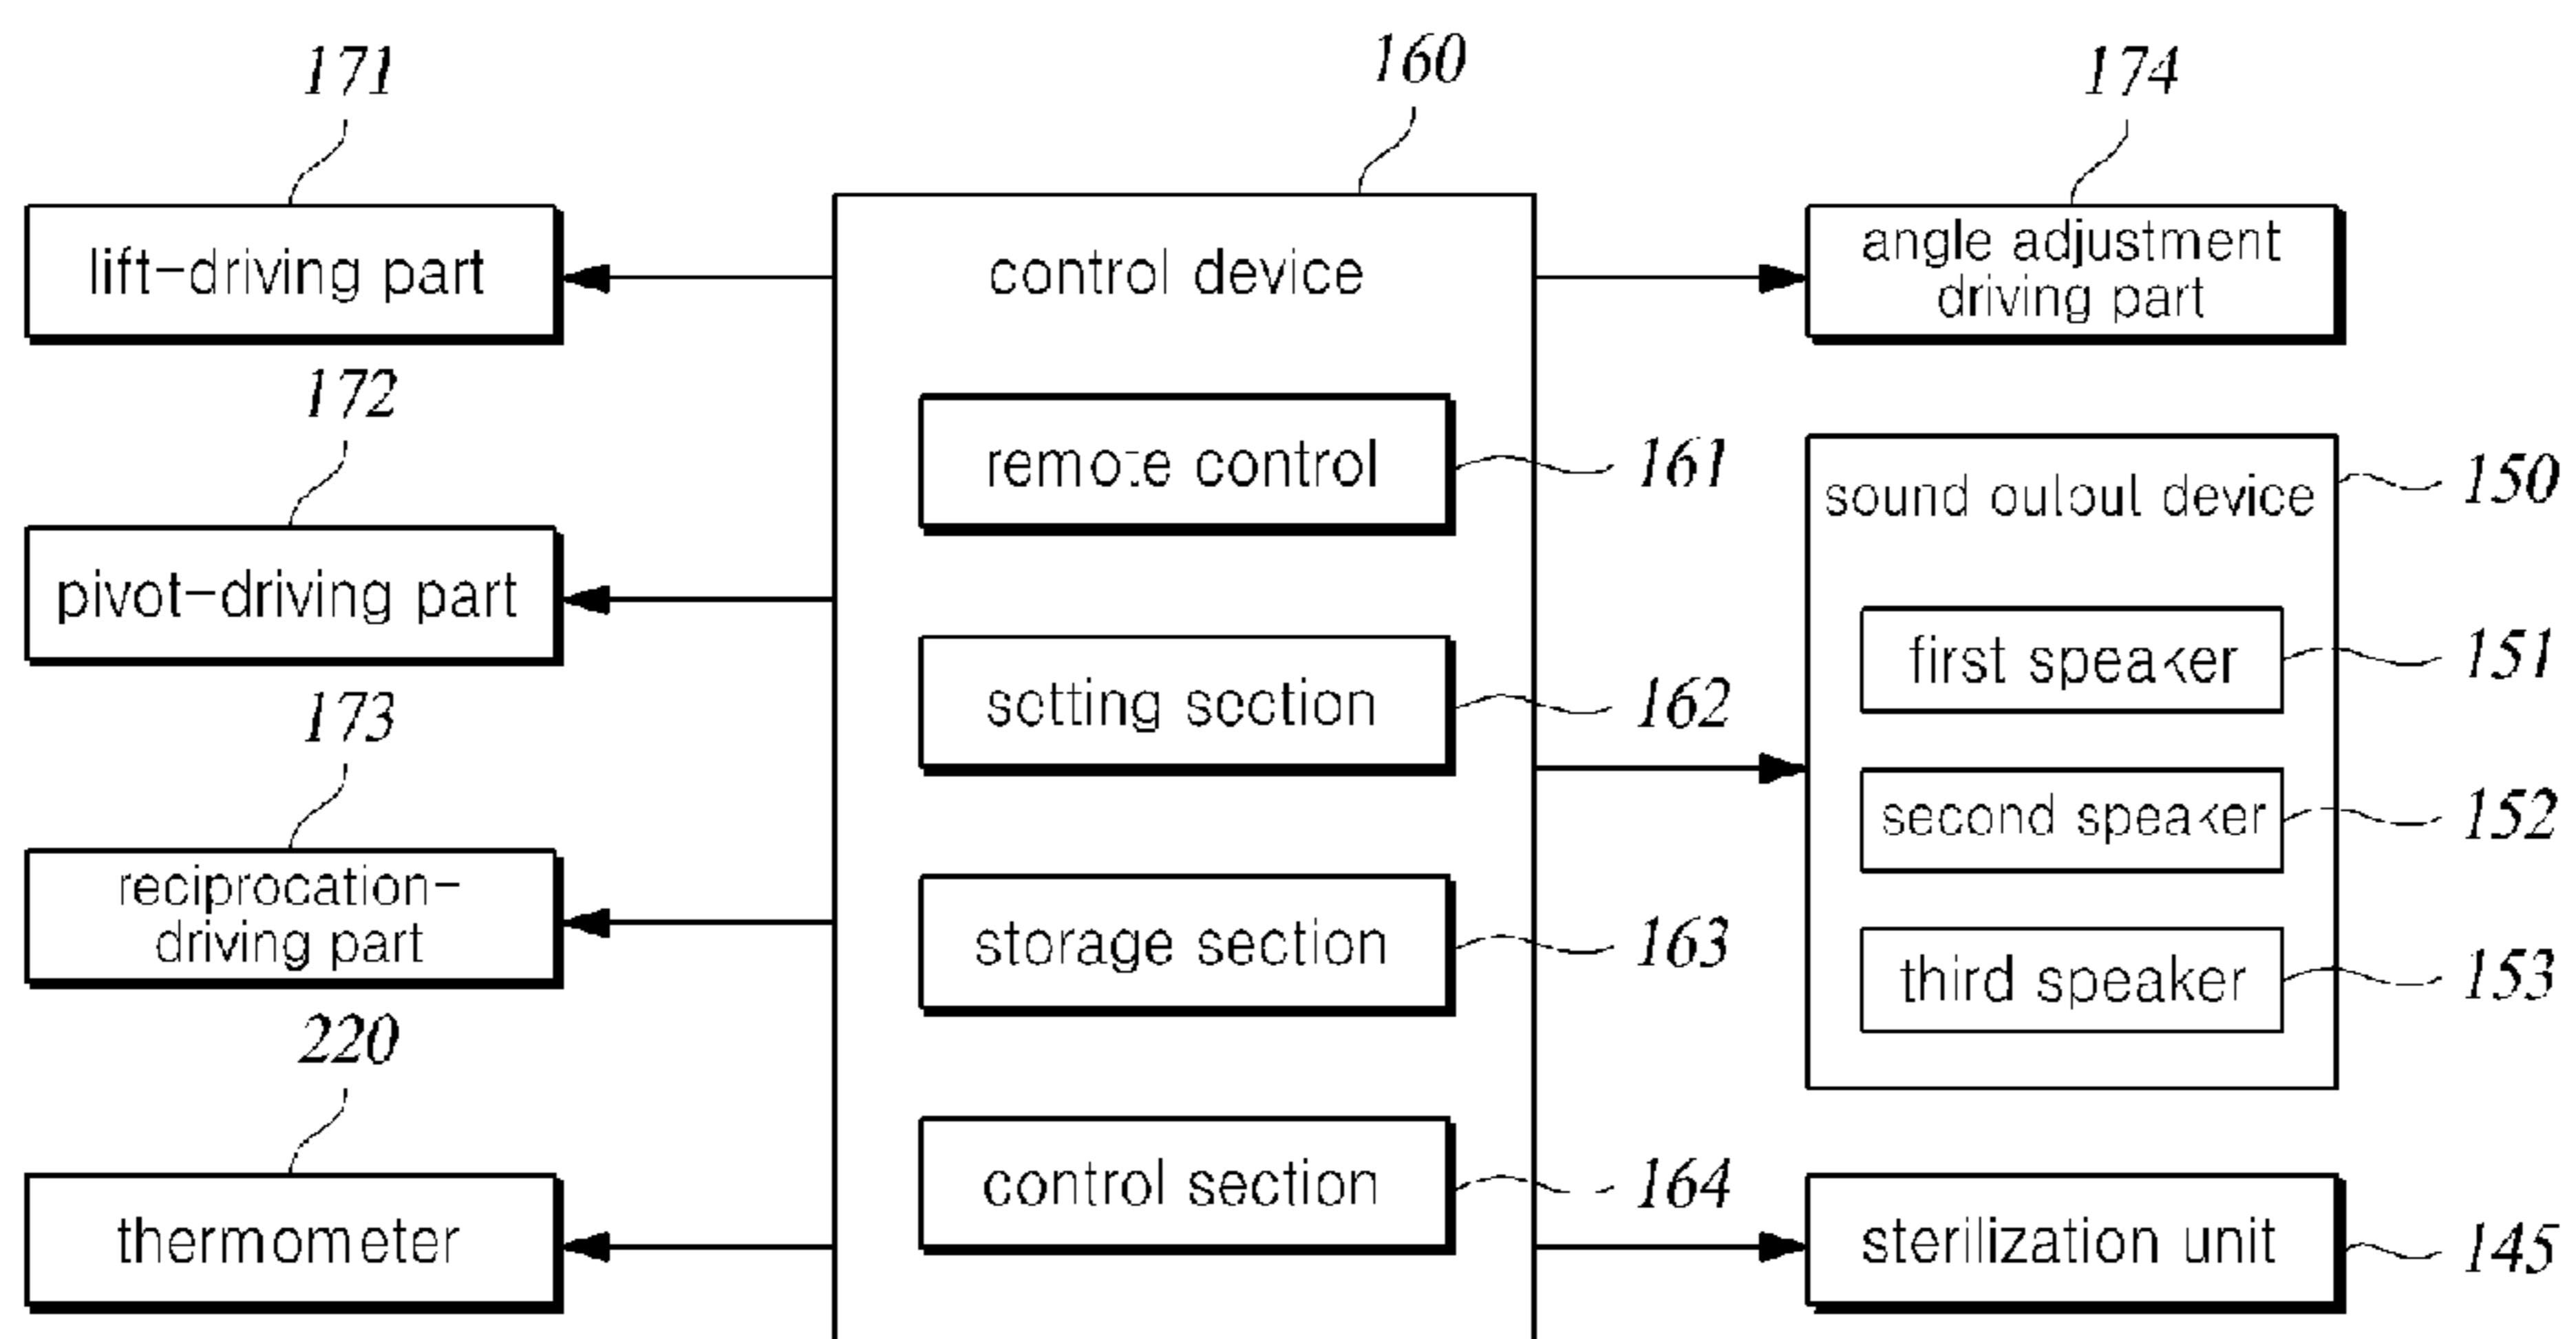 171
160
174
lift-driving part
control device
angle adjustment
driving part
172
remote control
161
sound output device
150
pivot-driving part
first speaker
151
173
setting section
162
second speaker
152
reciprocation-
driving part
storage section
163
third speaker
153
220
control section
164
thermometer
sterilization unit
145